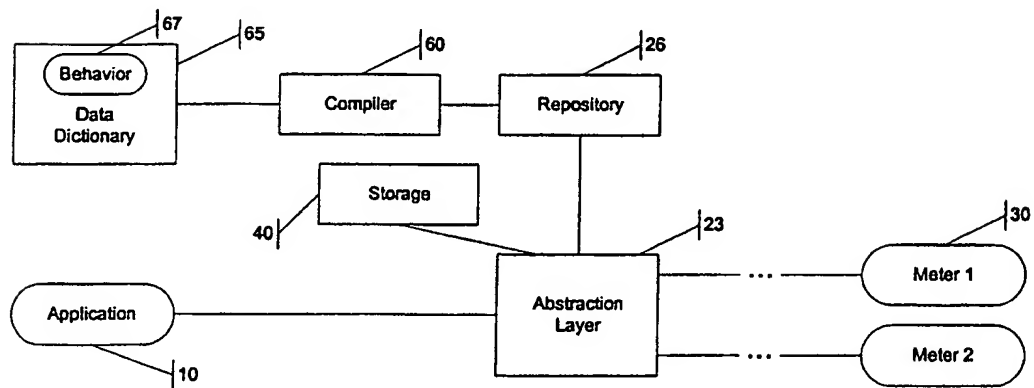 67
65
60
26
Behavior
Data
Dictionary
Compiler
Repository
Storage
40
23
30
Meter 1
...
Application
Abstraction
Layer
10
Meter 2
...